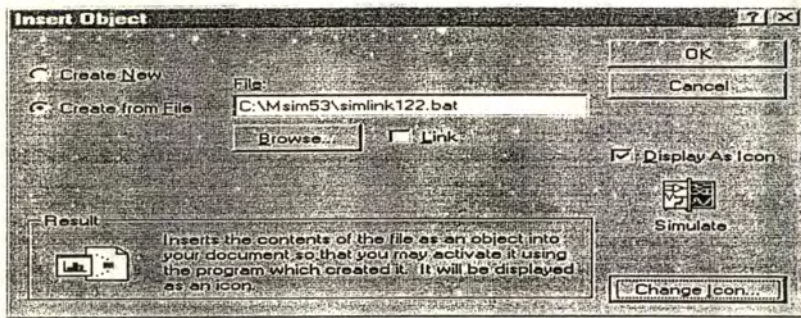 Insert Object
OK
Cancel
Create New
Create from File
File:
C:\Msim53\simlink122.bat
Browse...
Link
Display As Icon
Simulate
Result
Inserts the contents of the file as an object into
your document so that you may activate it using
the program which created it. It will be displayed
as an icon.
Change Icon...